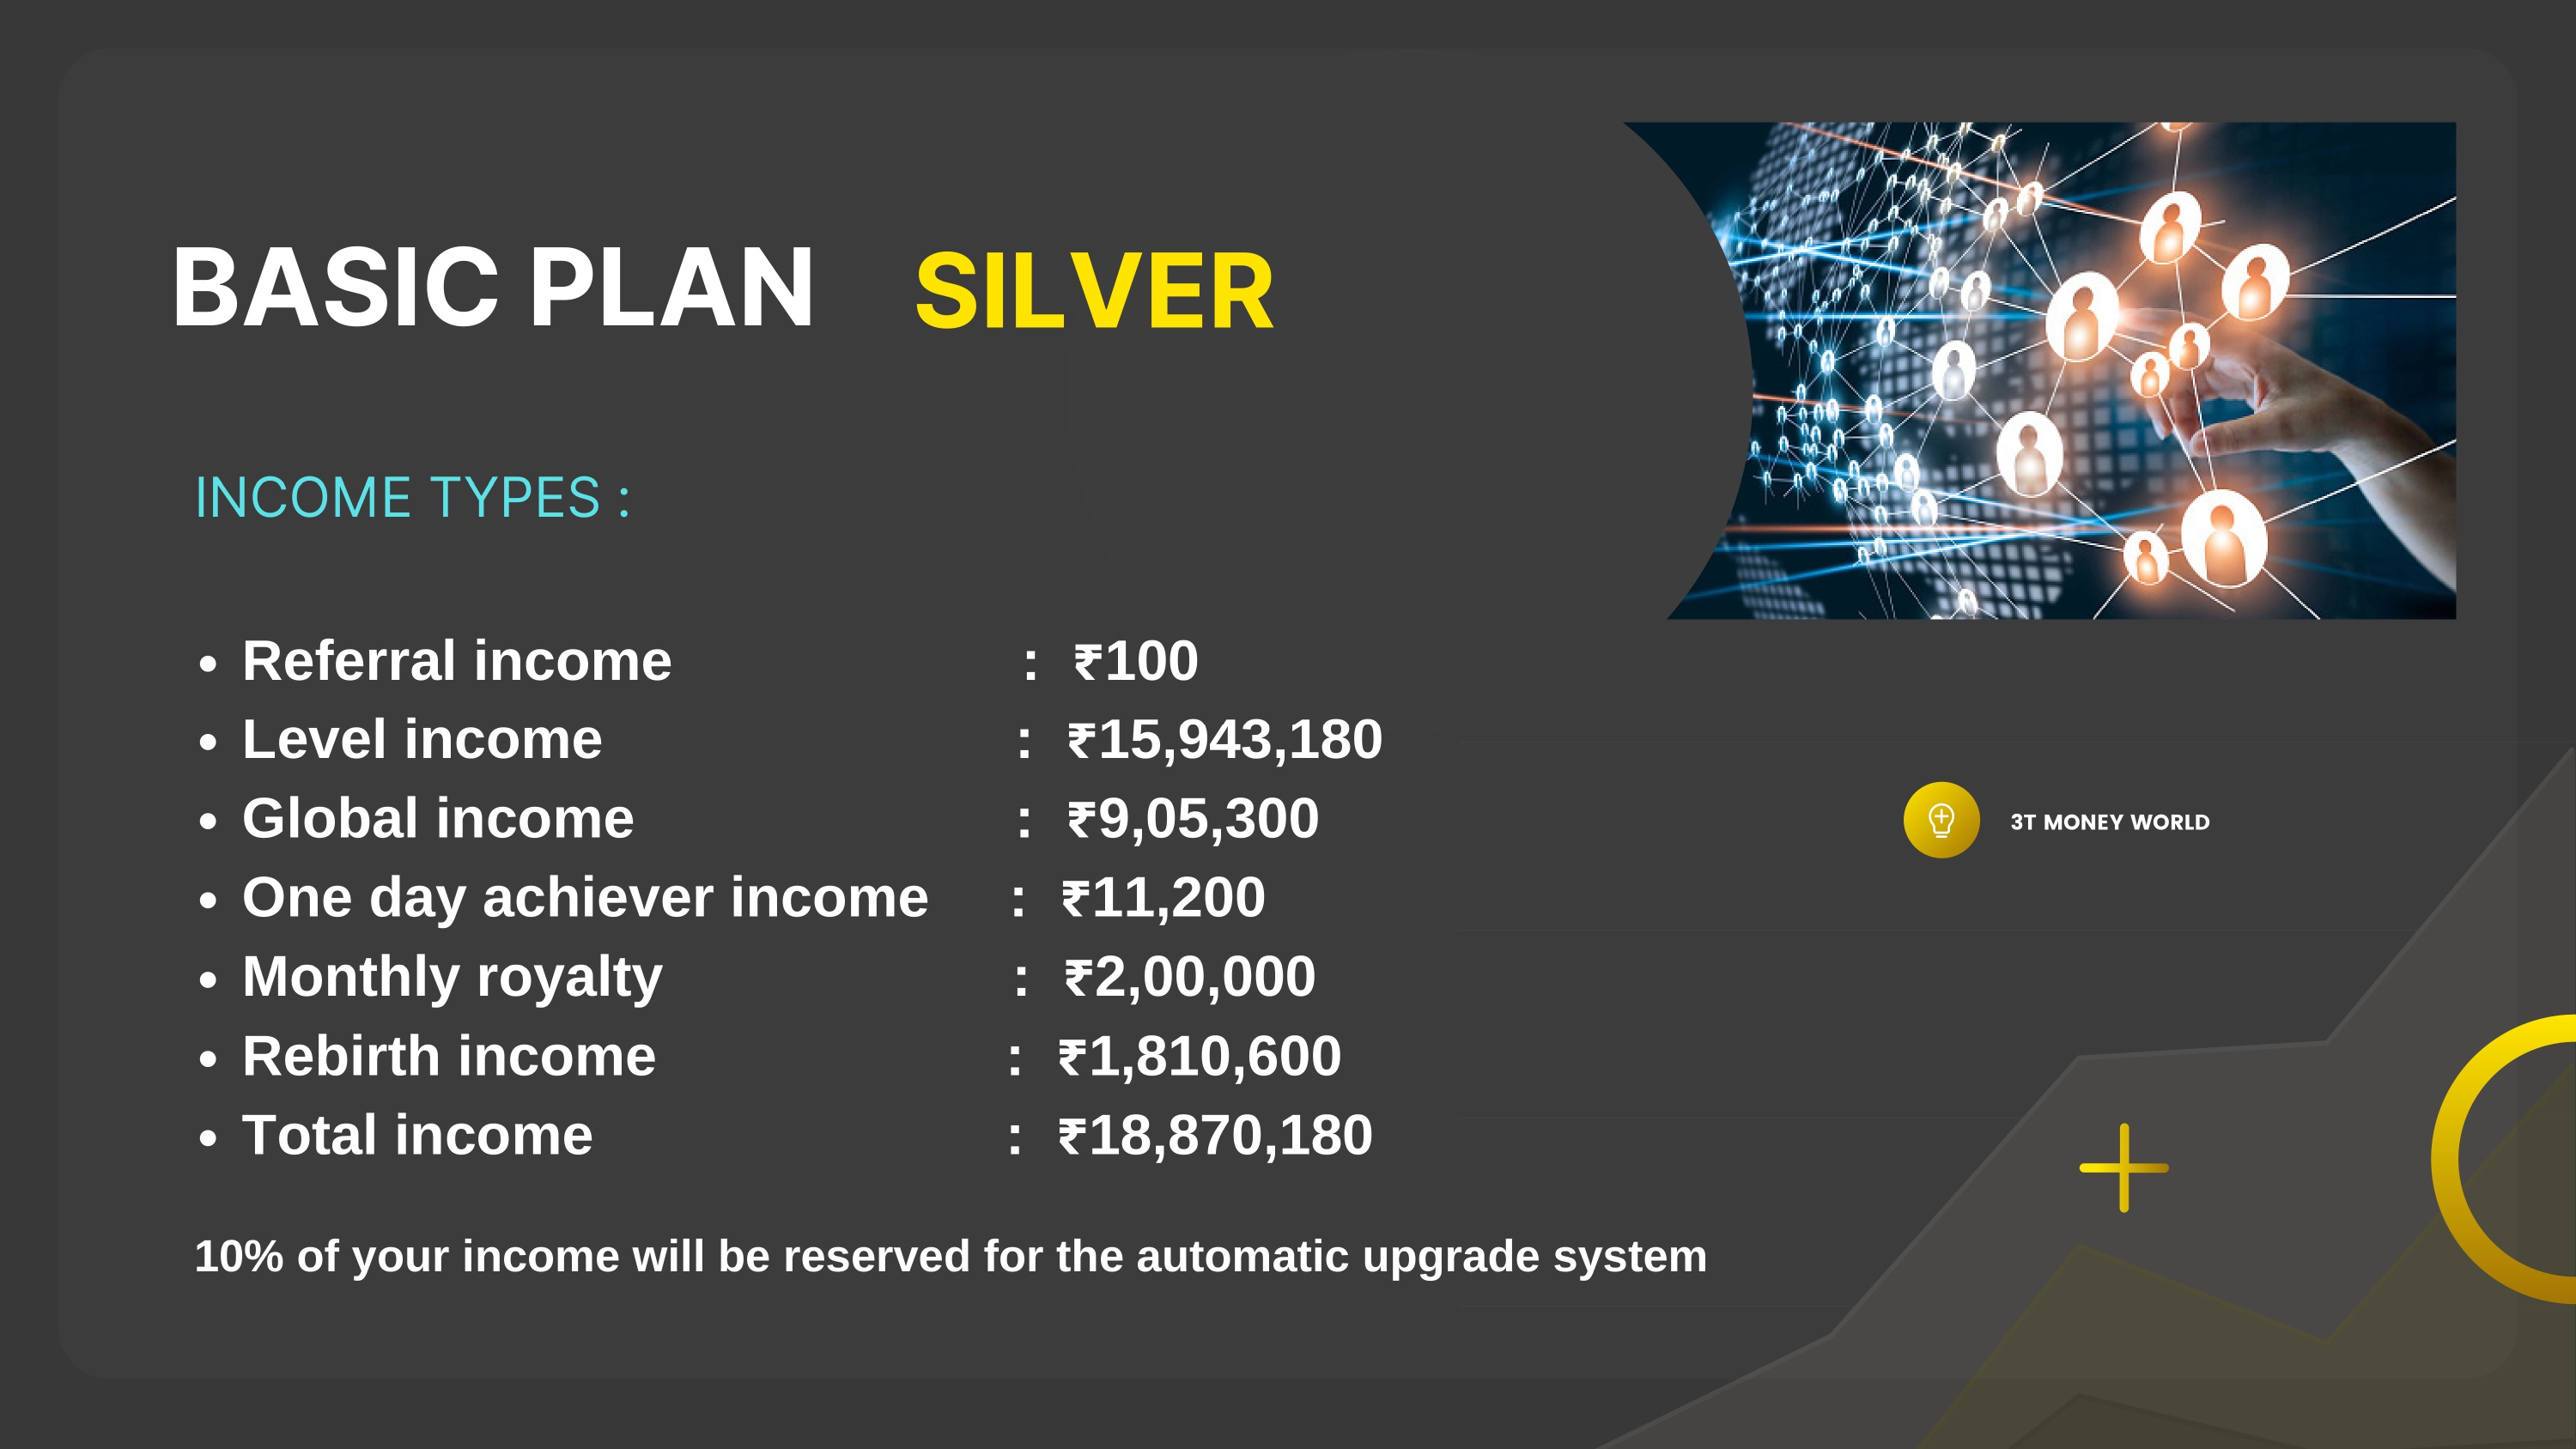 BASIC PLAN SILVER
INCOME TYPES :
• Referral income : ₹100
• Level income : ₹15,943,180
• Global income : ₹9,05,300
• One day achiever income : ₹11,200
• Monthly royalty : ₹2,00,000
• Rebirth income : ₹1,810,600
• Total income : ₹18,870,180
10% of your income will be reserved for the automatic upgrade system
3T MONEY WORLD